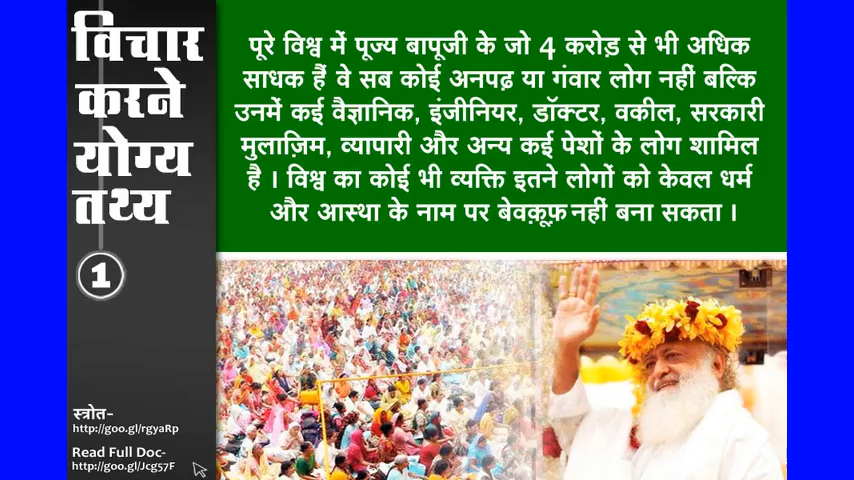 विचार
करने
योग्य
तथ्य
1
पूरे विश्व में पूज्य बापूजी के जो 4 करोड़ से भी अधिक
साधक हैं वे सब कोई अनपढ़ या गंवार लोग नहीं बल्कि
उनमें कई वैज्ञानिक, इंजीनियर, डॉक्टर, वकील, सरकारी
मुलाज़िम, व्यापारी और अन्य कई पेशों के लोग शामिल
है । विश्व का कोई भी व्यक्ति इतने लोगों को केवल धर्म
और आस्था के नाम पर बेवक़ूफ़ नहीं बना सकता ।
स्त्रोत-
http://goo.gl/rgyaRp
Read Full Doc-
http://goo.gl/Jcg57F